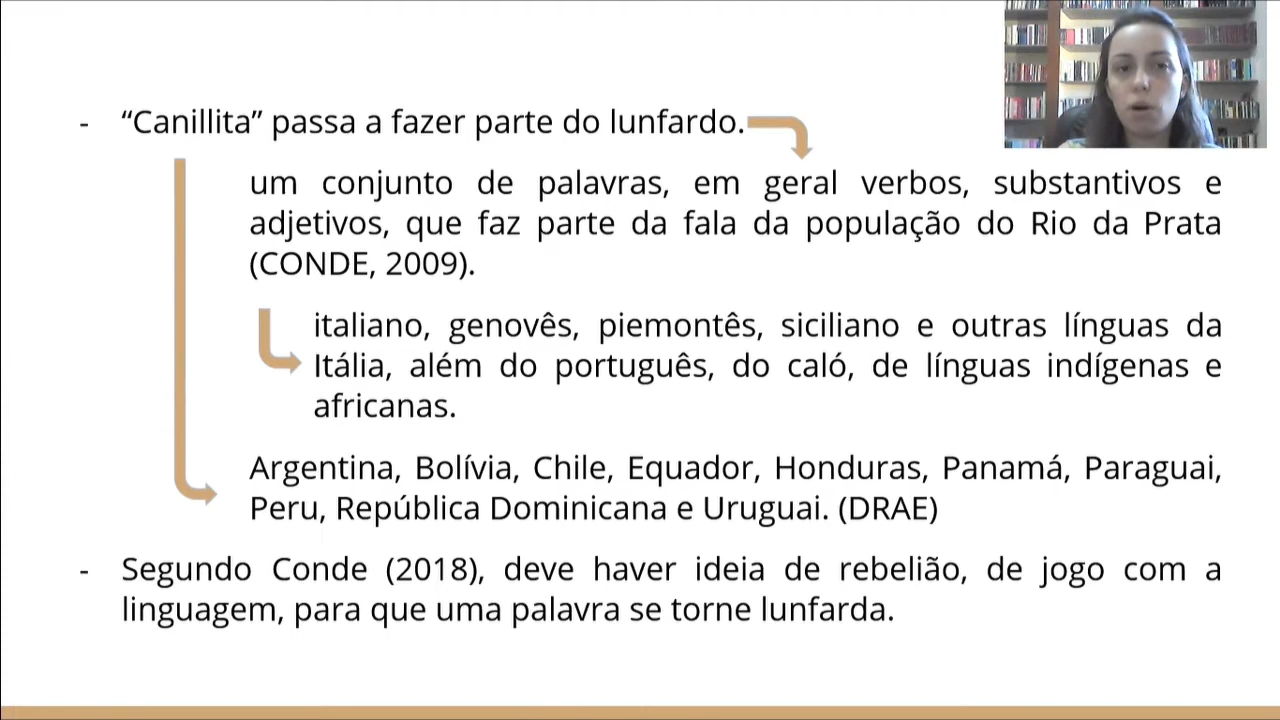 - “Canillita” passa a fazer parte do lunfardo.
um conjunto de palavras, em geral verbos, substantivos e
adjetivos, que faz parte da fala da população do Rio da Prata
(CONDE, 2009).
italiano, genovês, piemontês, siciliano e outras línguas da
Itália, além do português, do caló, de línguas indígenas e
africanas.
Argentina, Bolívia, Chile, Equador, Honduras, Panamá, Paraguai,
Peru, República Dominicana e Uruguai. (DRAE)
- Segundo Conde (2018), deve haver ideia de rebelião, de jogo com a
linguagem, para que uma palavra se torne lunfarda.